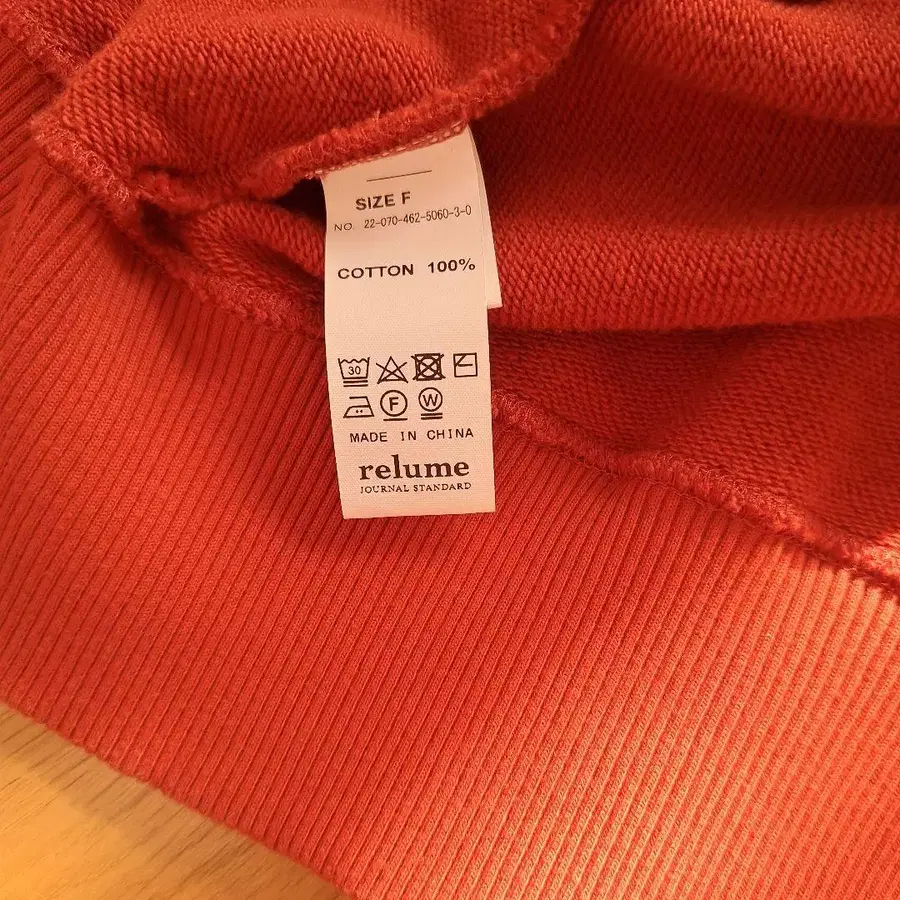 SIZE F
NO. 22-070-462-5060-3-0
COTTON 100%
30
F W
MADE IN CHINA
relume
JOURNAL STANDARD